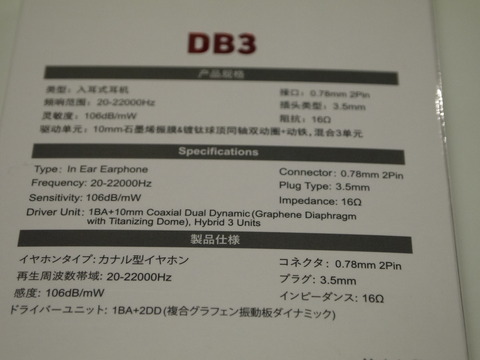 DB3
产品规格
类型: 入耳式耳机 接口: 0.78mm 2Pin
频响范围: 20-22000Hz 插头类型: 3.5mm
灵敏度: 106dB/mW 阻抗: 16Ω
驱动单元: 10mm石墨烯振膜&镀钛球顶同轴双动圈+动铁,混合3单元
Specifications
Type: In Ear Earphone Connector: 0.78mm 2Pin
Frequency: 20-22000Hz Plug Type: 3.5mm
Sensitivity: 106dB/mW Impedance: 16Ω
Driver Unit: 1BA+10mm Coaxial Dual Dynamic(Graphene Diaphragm
with Titanizing Dome), Hybrid 3 Units
製品仕様
イヤホンタイプ: カナル型イヤホン コネクタ: 0.78mm 2Pin
再生周波数帯域: 20-22000Hz プラグ: 3.5mm
感度: 106dB/mW インピーダンス: 16Ω
ドライバーユニット: 1BA+2DD(複合グラフェン振動板ダイナミック)